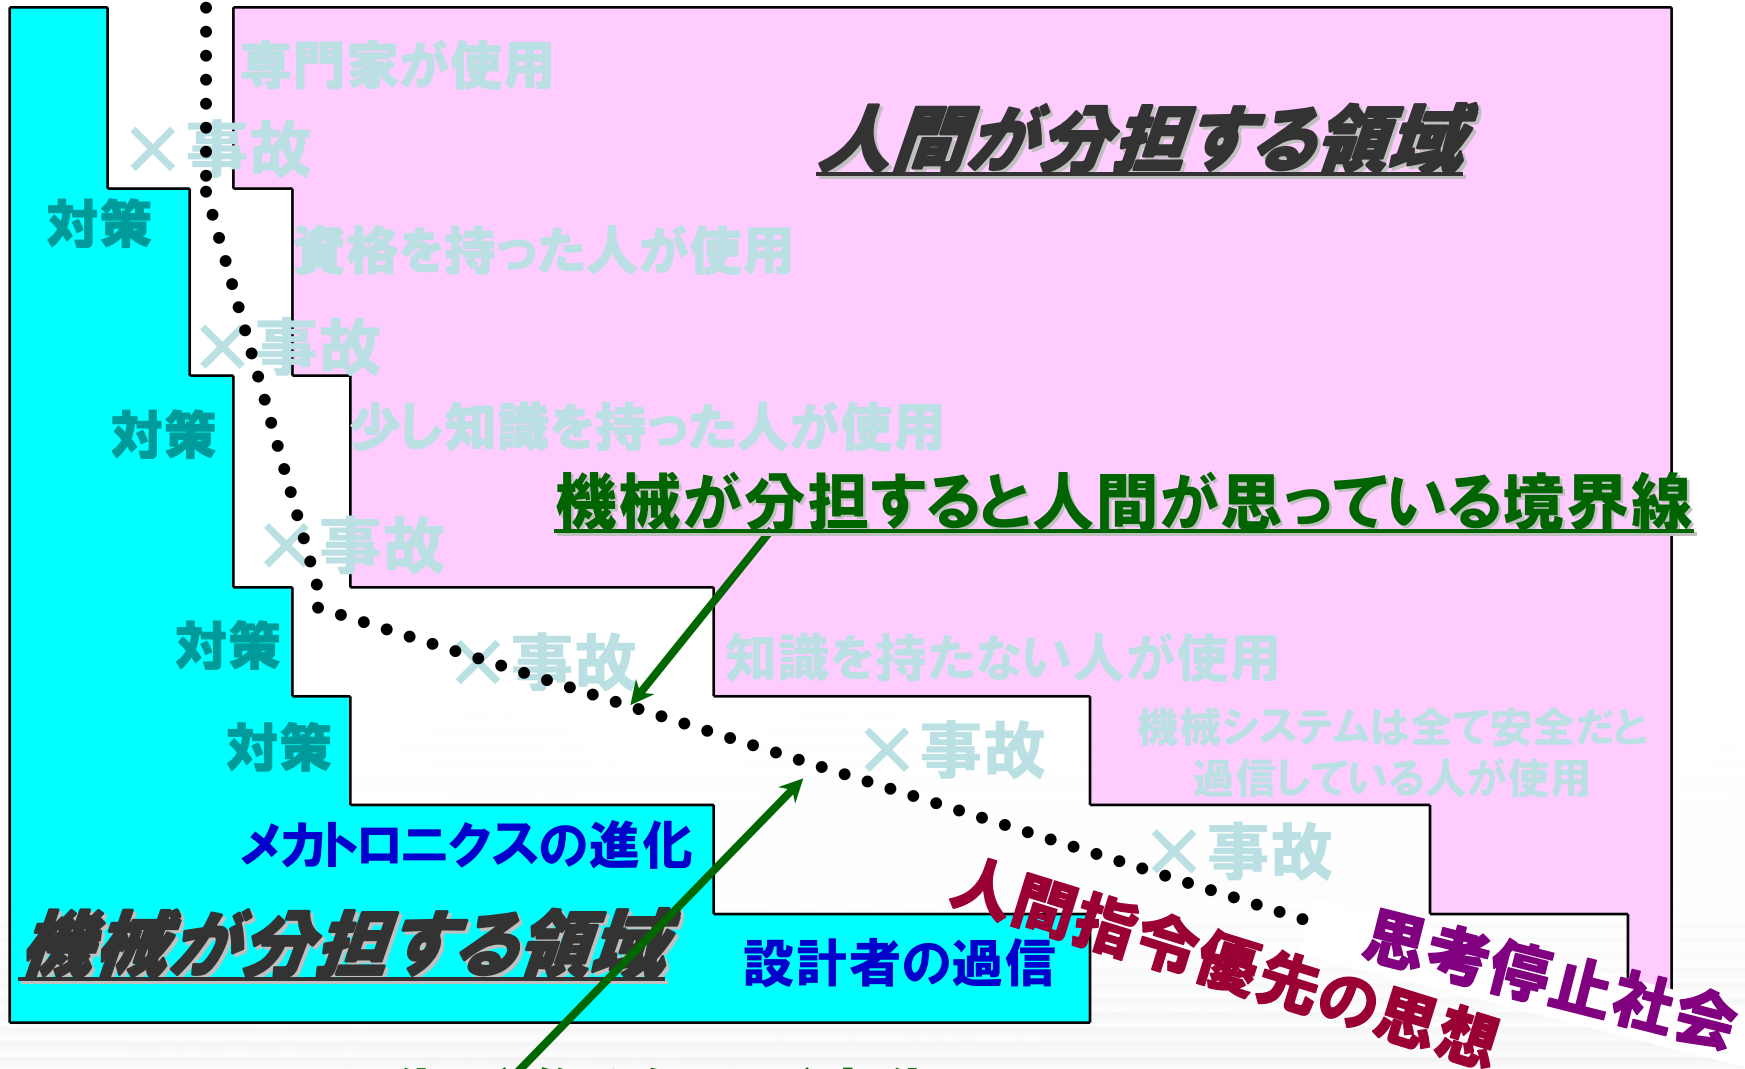 専門家が使用
人間が分担する領域
×事故
対策
資格を持った人が使用
×事故
対策
少し知識を持った人が使用
機械が分担すると人間が思っている境界線
×事故
対策
×事故
知識を持たない人が使用
対策
×事故
機械システムは全て安全だと
過信している人が使用
メカトロニクスの進化
×事故
機械が分担する領域
設計者の過信
人間指令優先の思想
思考停止社会